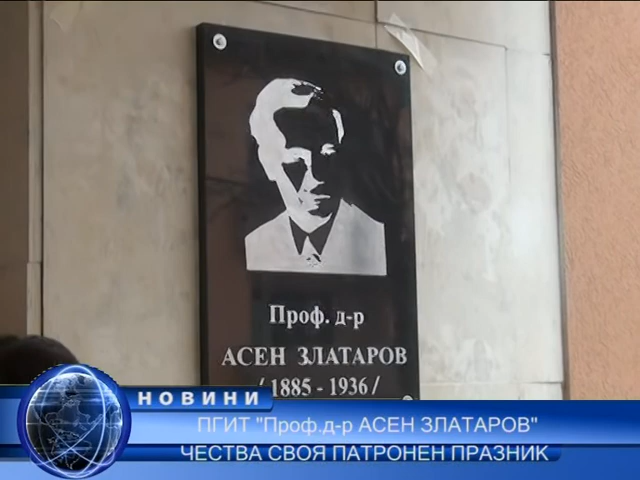 Проф. д-р
АСЕН ЗЛАТАРОВ
/ 1885 - 1936 /
НОВИНИ
ПГИТ "Проф.д-р АСЕН ЗЛАТАРОВ"
ЧЕСТВА СВОЯ ПАТРОНЕН ПРАЗНИК